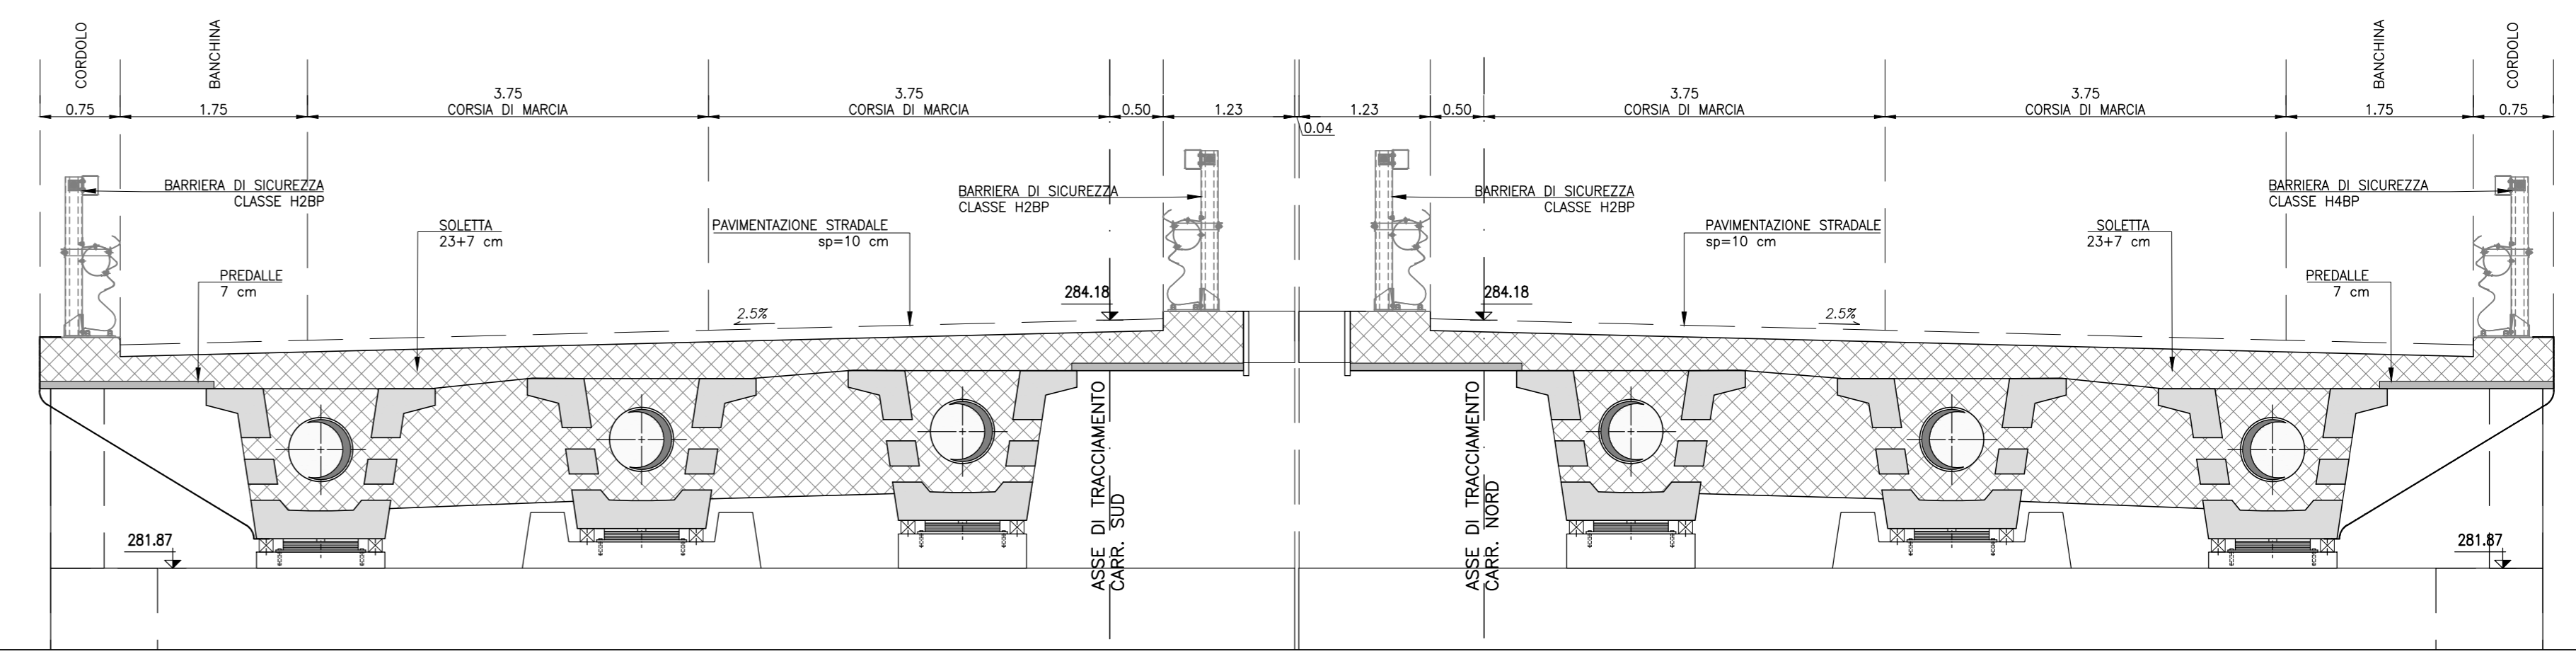 CORDOLO
BANCHINA
BANCHINA
CORDOLO
3.75
3.75
3.75
3.75
0.75
1.75
CORSIA DI MARCIA
CORSIA DI MARCIA
0.50
1.23
1.23
0.50
CORSIA DI MARCIA
CORSIA DI MARCIA
1.75
0.75
0.04
BARRIERA DI SICUREZZA
CLASSE H2BP
BARRIERA DI SICUREZZA
CLASSE H2BP
BARRIERA DI SICUREZZA
CLASSE H2BP
BARRIERA DI SICUREZZA
CLASSE H4BP
SOLETTA
23+7 cm
PAVIMENTAZIONE STRADALE
sp=10 cm
PAVIMENTAZIONE STRADALE
sp=10 cm
SOLETTA
23+7 cm
PREDALLE
7 cm
PREDALLE
7 cm
284.18
284.18
2.5%
2.5%
ASSE DI TRACCIAMENTO
CARR. SUD
ASSE DI TRACCIAMENTO
CARR. NORD
281.87
281.87